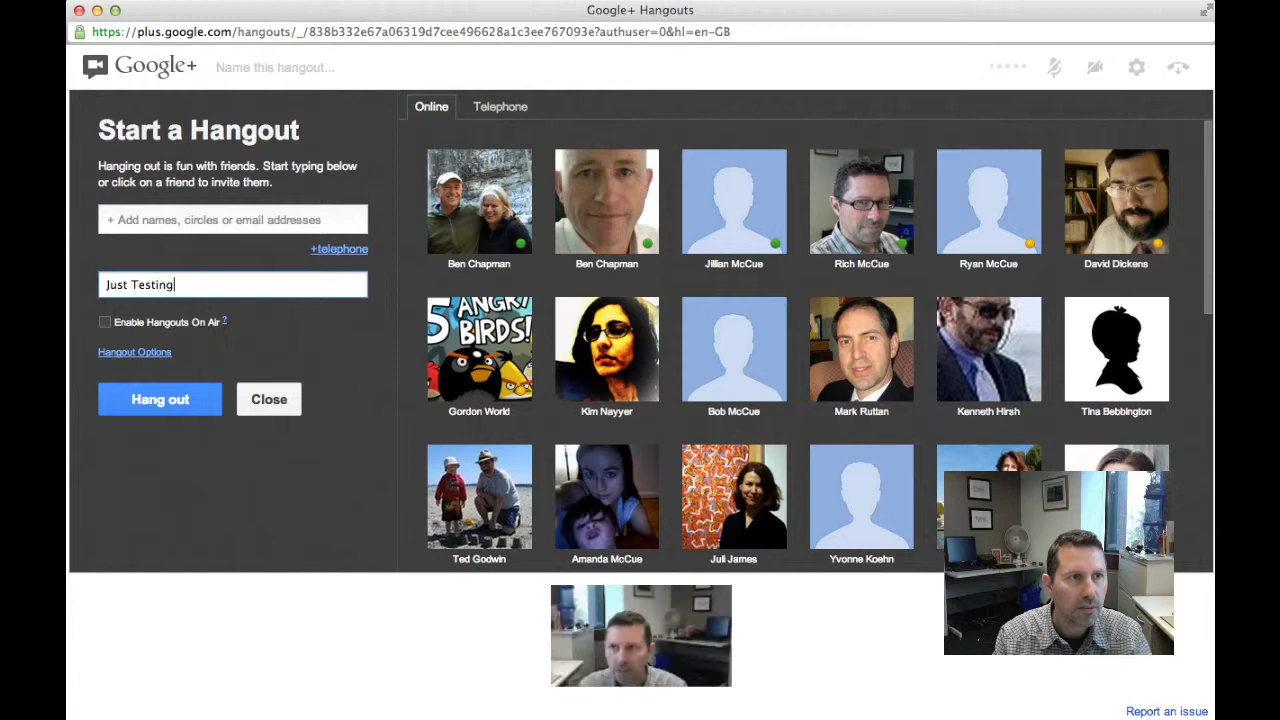 Google+ Hangouts
https://plus.google.com/hangouts/_/838b332e67a06319d7cee496628a1c3ee767093e?authuser=0&hl=en-GB
Google+ Name this hangout...
Start a Hangout
Hanging out is fun with friends. Start typing below
or click on a friend to invite them.
+ Add names, circles or email addresses
+telephone
Just Testing
Enable Hangouts On Air ?
Hangout Options
Hang out Close
Online Telephone
Ben Chapman Ben Chapman Jillian McCue Rich McCue Ryan McCue David Dickens
5 ANGRY
BIRDS!
Gordon World Kim Nayyer Bob McCue Mark Ruttan Kenneth Hirsh Tina Bebbington
Ted Godwin Amanda McCue Juli James Yvonne Koehn
Report an issue